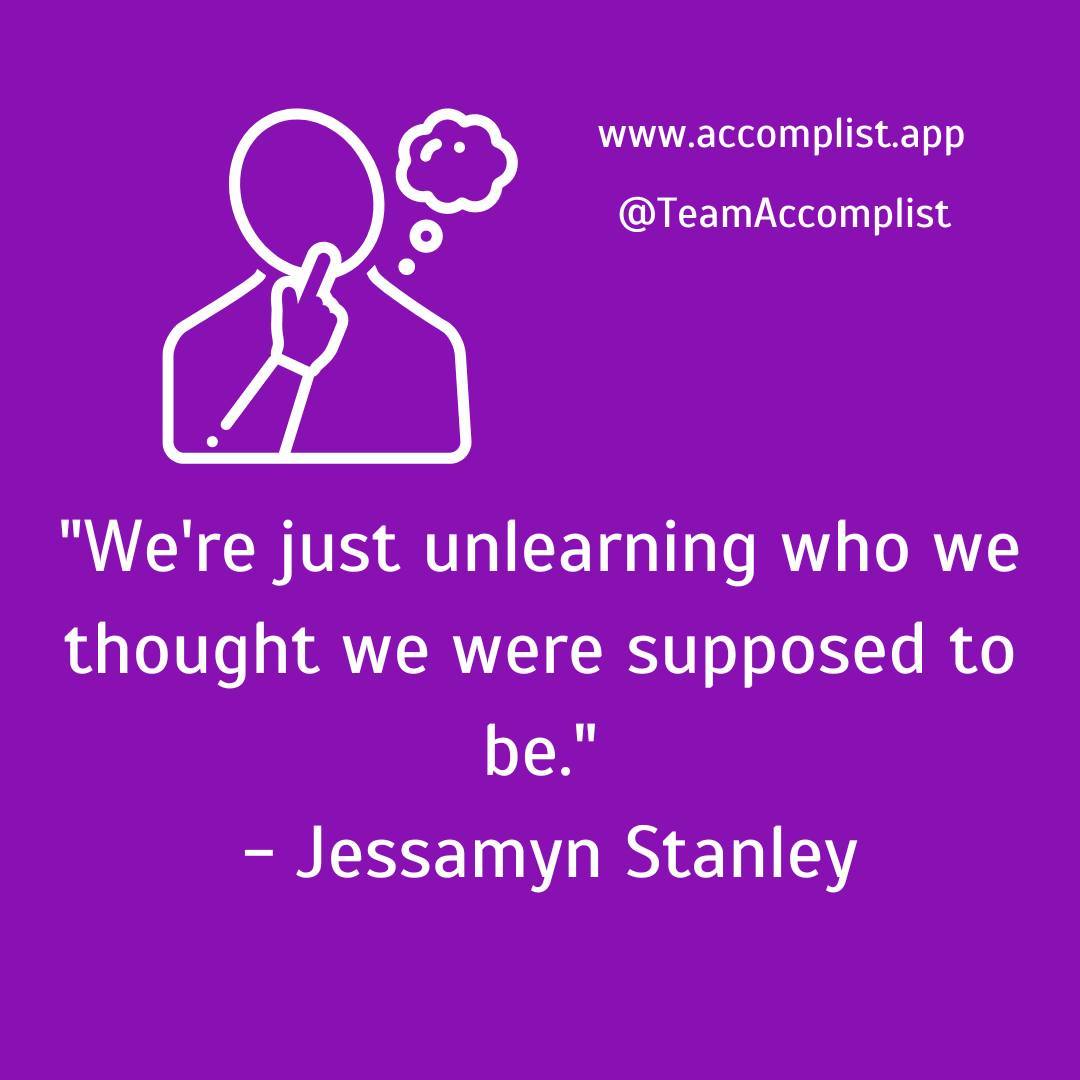 www.accomplist.app
@TeamAccomplist
"We're just unlearning who we
thought we were supposed to
be."
- Jessamyn Stanley